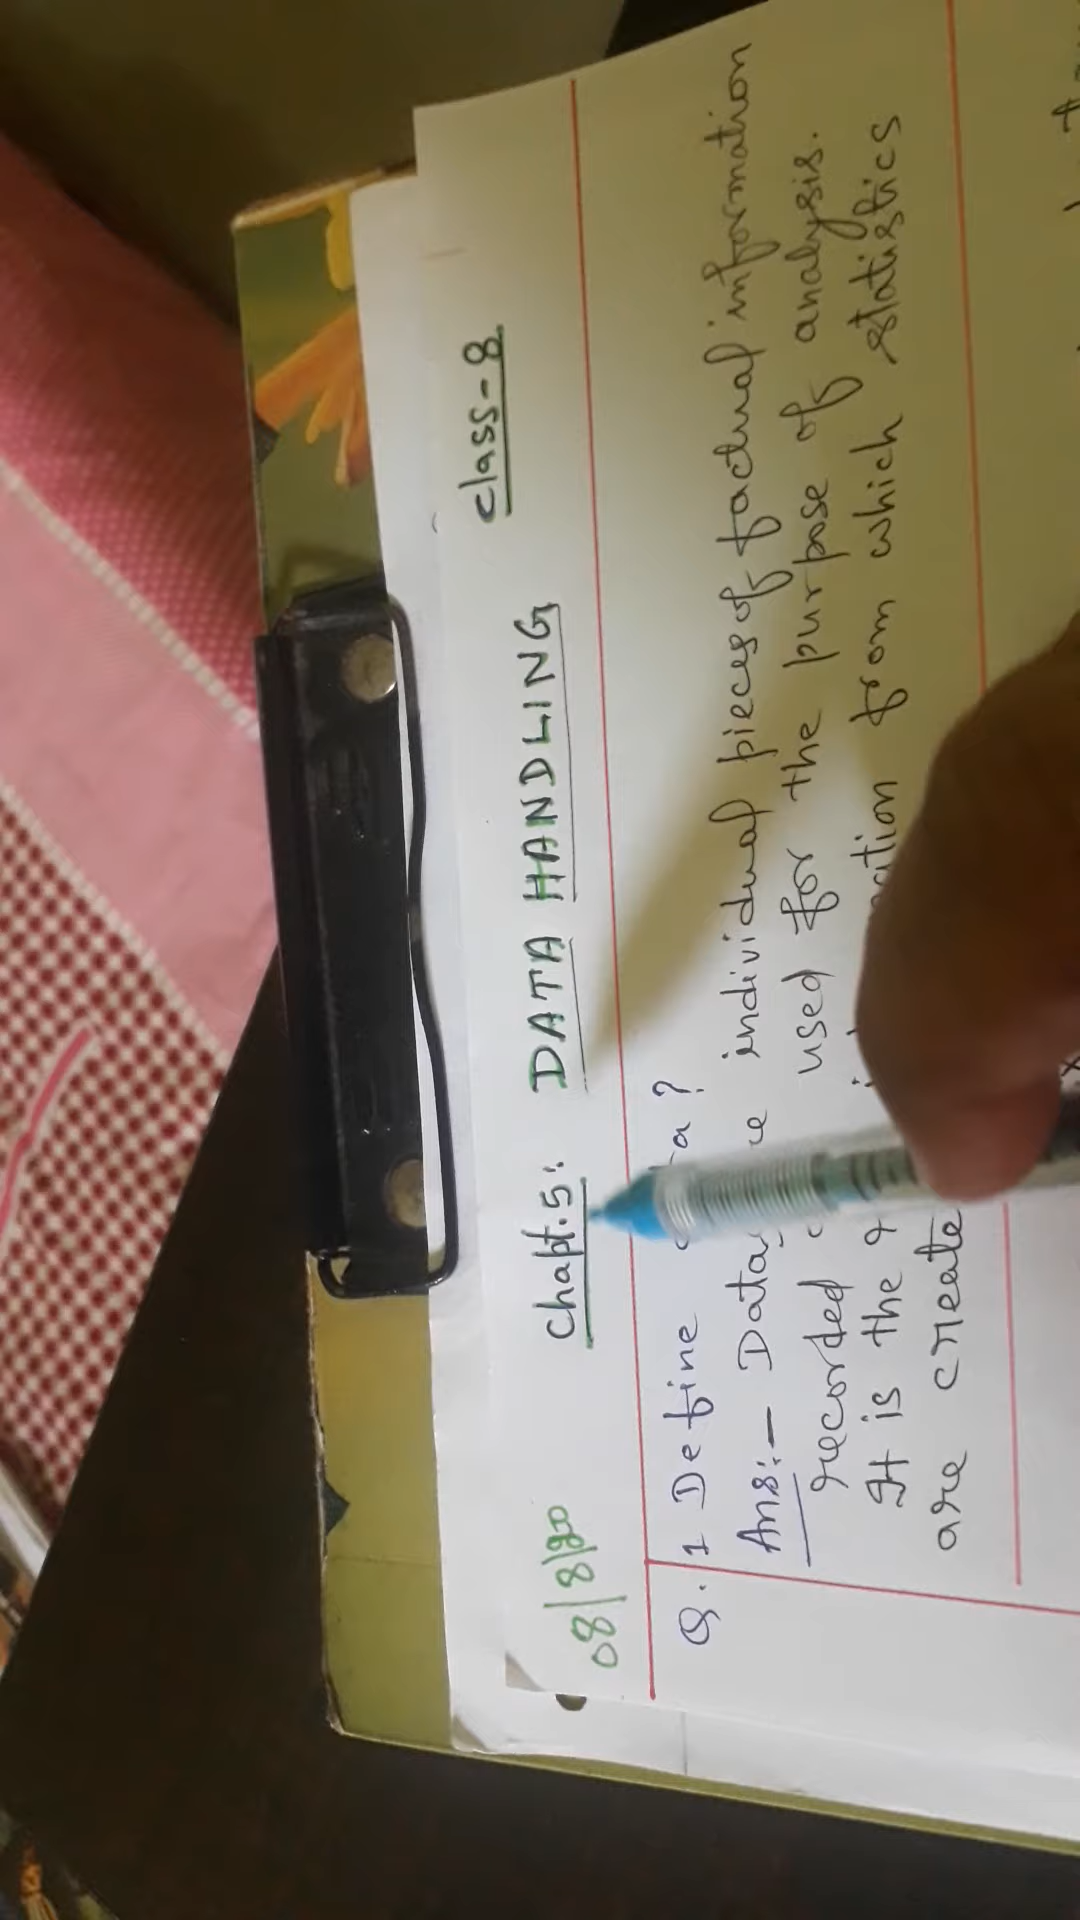 Class-8
08/8/20 Chapt.5: DATA HANDLING
Q.1 Define ?
Ans:- Data individual pieces of factual information
recorded used for the purpose of analysis.
It is the from which statistics
are create